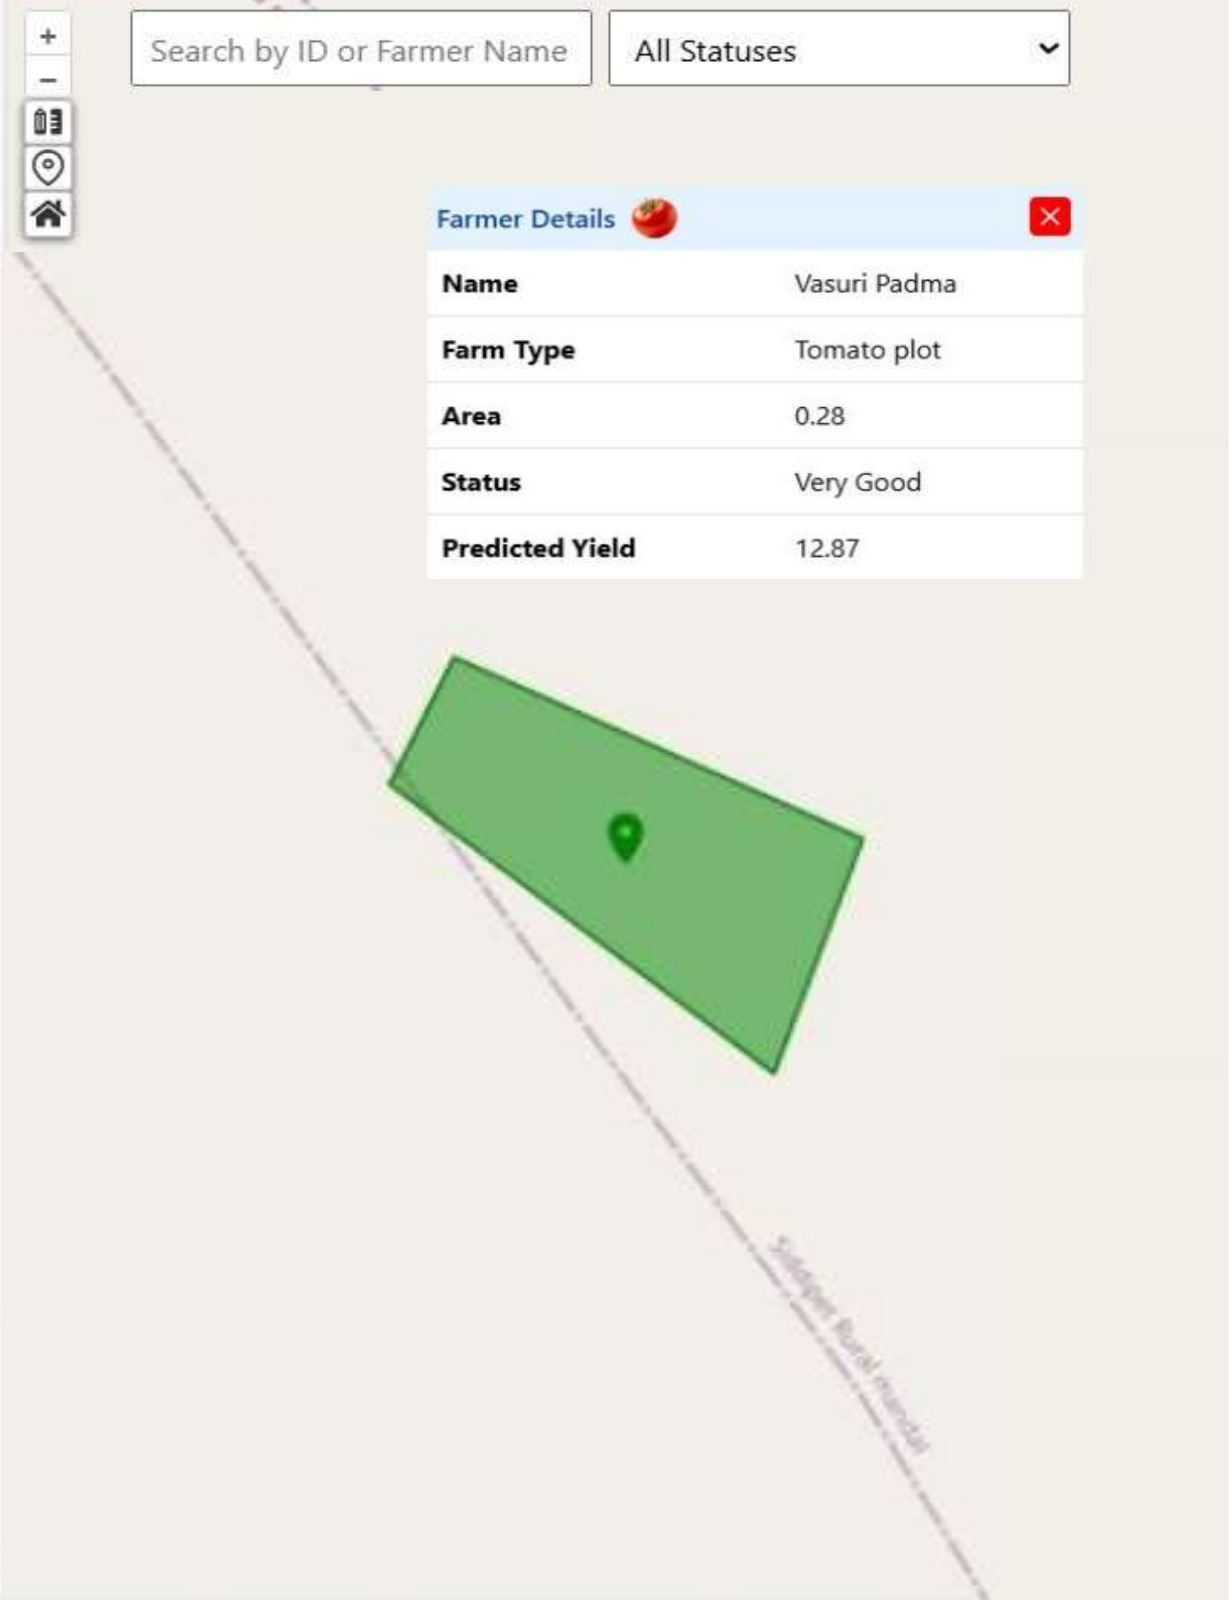 +
Search by ID or Farmer Name
All Statuses
−
Farmer Details
Name Vasuri Padma
Farm Type Tomato plot
Area 0.28
Status Very Good
Predicted Yield 12.87
Siddipet Rural mandal